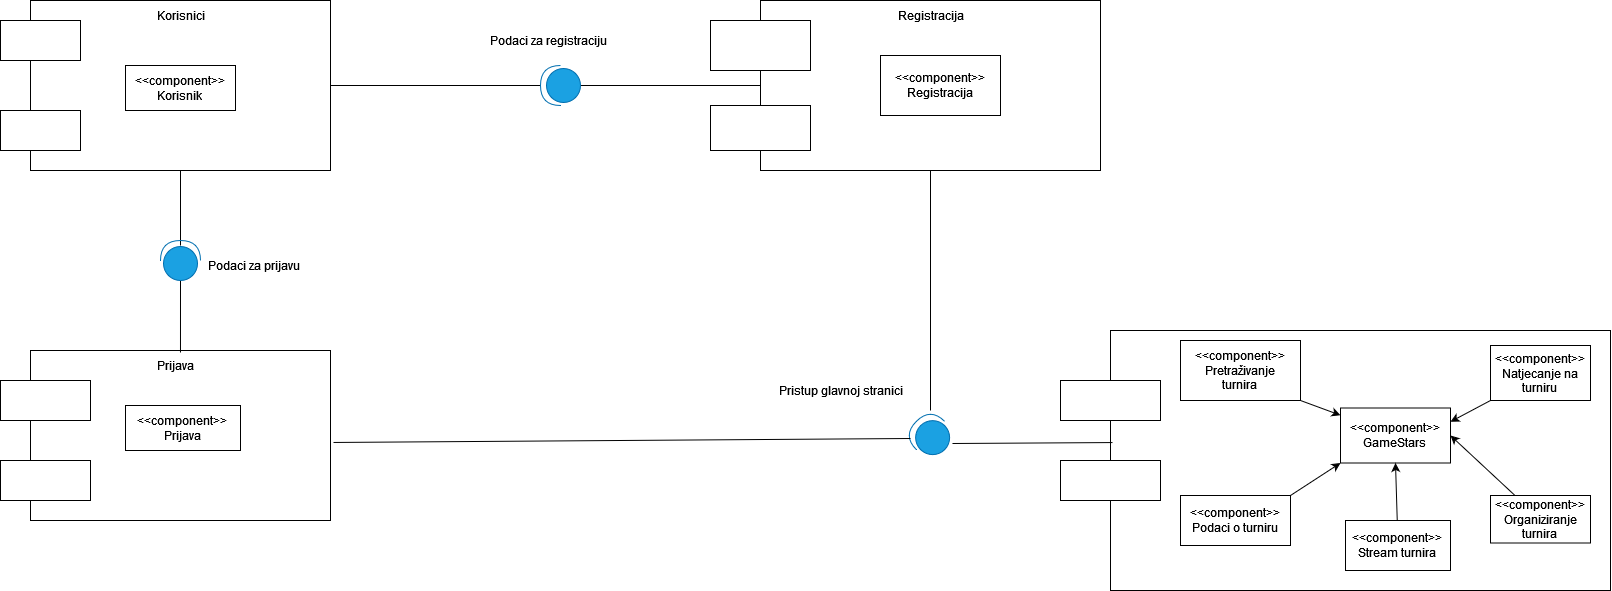 Korisnici
<<component>>
Korisnik
Podaci za registraciju
Registracija
<<component>>
Registracija
Podaci za prijavu
Prijava
<<component>>
Prijava
Pristup glavnoj stranici
<<component>>
Pretraživanje
turnira
<<component>>
Natjecanje na
turniru
<<component>>
GameStars
<<component>>
Podaci o turniru
<<component>>
Stream turnira
<<component>>
Organiziranje
turnira